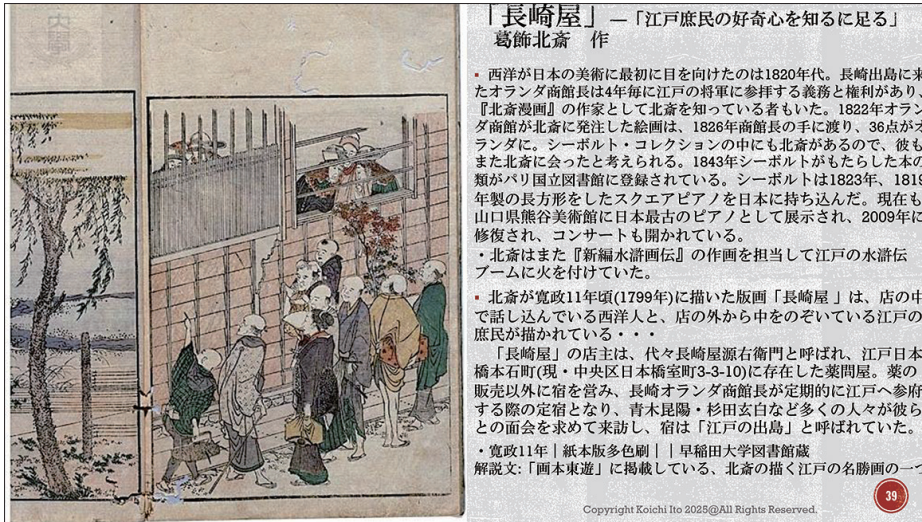 「長崎屋」―「江戸庶民の好奇心を知るに足る」
葛飾北斎　作
▪ 西洋が日本の美術に最初に目を向けたのは1820年代。長崎出島に来
たオランダ商館長は4年毎に江戸の将軍に参拝する義務と権利があり、
『北斎漫画』の作家として北斎を知っている者もいた。1822年オラン
ダ商館が北斎に発注した絵画は、1826年商館長の手に渡り、36点がオ
ランダに。シーボルト・コレクションの中にも北斎があるので、彼も
また北斎に会ったと考えられる。1843年シーボルトがもたらした本の
類がパリ国立図書館に登録されている。シーボルトは1823年、1819
年製の長方形をしたスクエアピアノを日本に持ち込んだ。現在も
山口県熊谷美術館に日本最古のピアノとして展示され、2009年に
修復され、コンサートも開かれている。
・北斎はまた『新編水滸画伝』の作画を担当して江戸の水滸伝
ブームに火を付けていた。
▪ 北斎が寛政11年頃(1799年)に描いた版画「長崎屋 」は、店の中
で話し込んでいる西洋人と、店の外から中をのぞいている江戸の
庶民が描かれている・・・
「長崎屋」の店主は、代々長崎屋源右衛門と呼ばれ、江戸日本
橋本石町(現・中央区日本橋室町3-3-10)に存在した薬問屋。薬の
販売以外に宿を営み、長崎オランダ商館長が定期的に江戸へ参府
する際の定宿となり、青木昆陽・杉田玄白など多くの人々が彼ら
との面会を求めて来訪し、宿は「江戸の出島」と呼ばれていた。
・寛政11年｜紙本版多色刷｜｜早稲田大学図書館蔵
解説文:「画本東遊」に掲載している、北斎の描く江戸の名勝画の一つ
39
Copyright Koichi Ito 2025@All Rights Reserved.